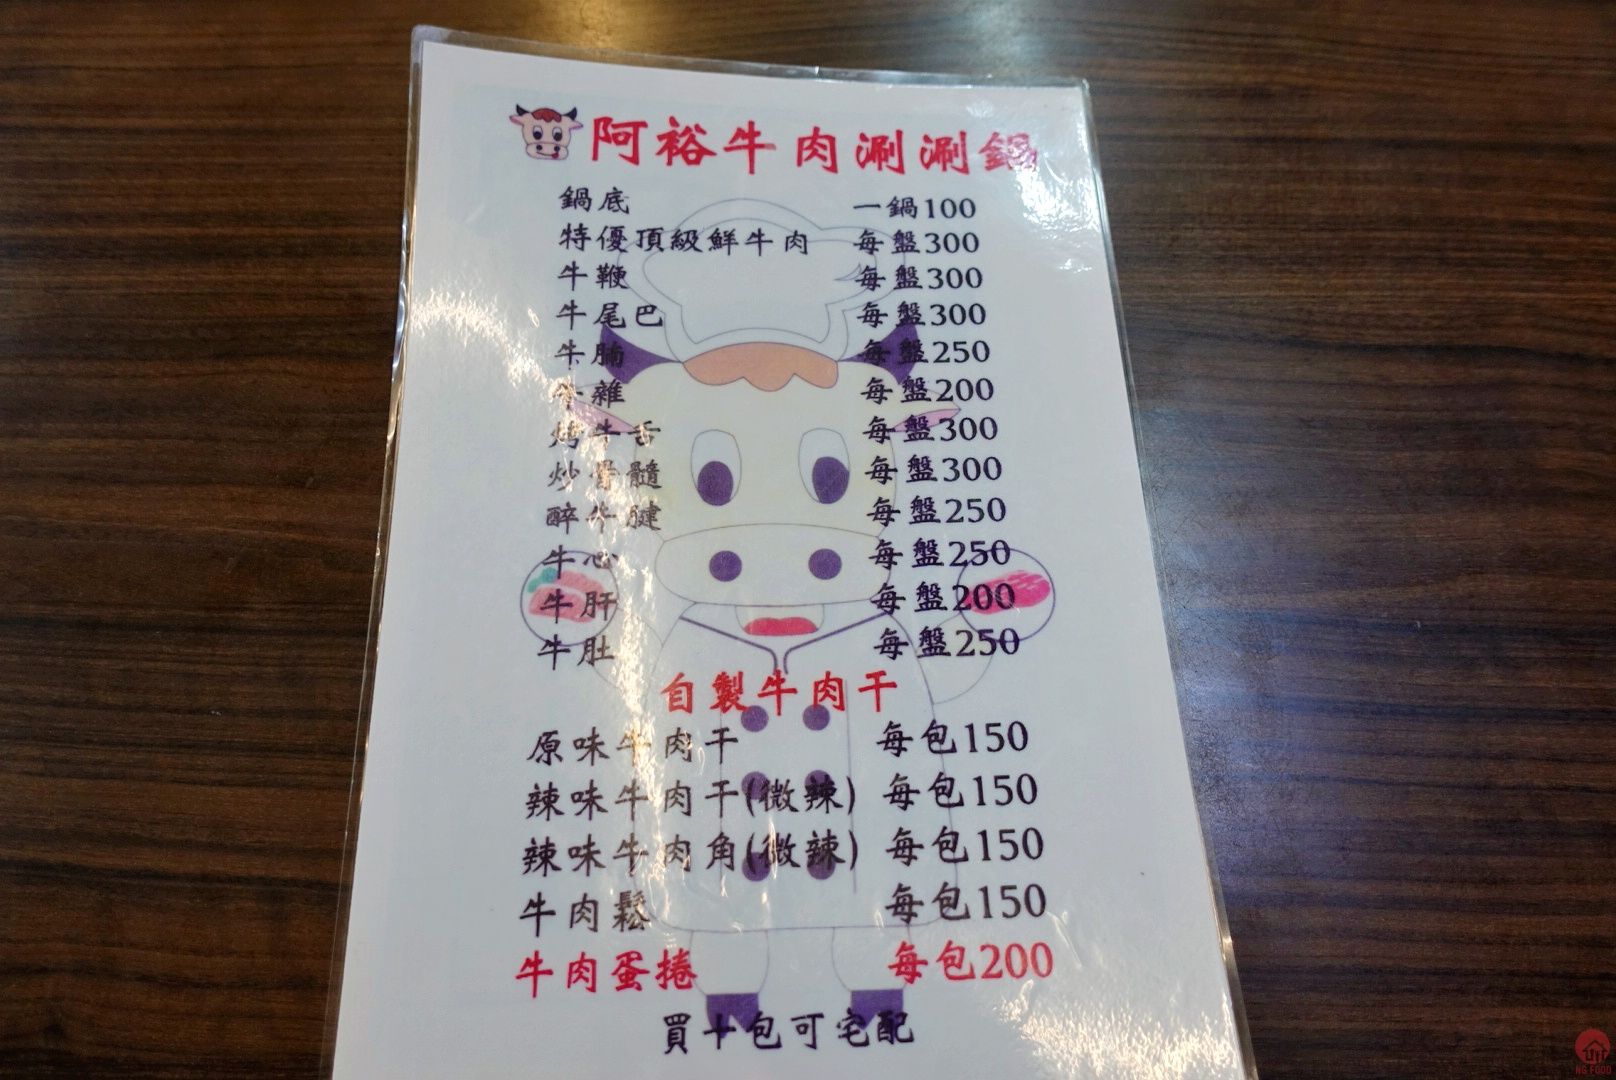 阿裕牛肉涮涮鍋
鍋底 一鍋100
特優頂級鮮牛肉 每盤300
牛鞭 每盤300
牛尾巴 每盤300
牛腩 每盤250
牛雜 每盤200
烤牛舌 每盤300
炒骨髓 每盤300
醉牛腱 每盤250
牛心 每盤250
牛肝 每盤200
牛肚 每盤250
自製牛肉干
原味牛肉干 每包150
辣味牛肉干(微辣) 每包150
辣味牛肉角(微辣) 每包150
牛肉鬆 每包150
牛肉蛋捲 每包200
買十包可宅配
NG FOOD